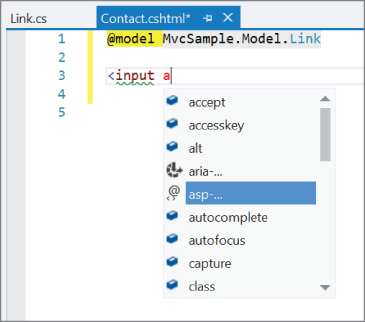 Link.cs Contact.cshtml*
1 @model MvcSample.Model.Link
2
3 <input a
4
5
accept
accesskey
alt
aria-...
@ <> asp-...
autocomplete
autofocus
capture
class